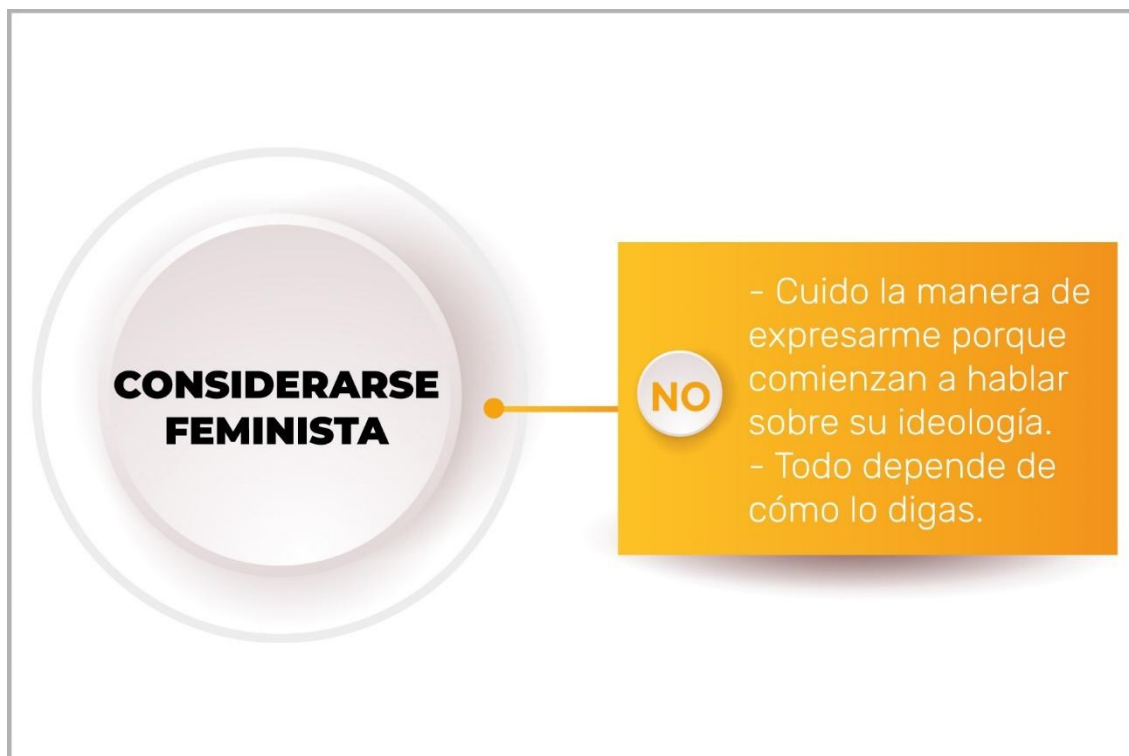 CONSIDERARSE
FEMINISTA
NO
- Cuido la manera de
expresarme porque
comienzan a hablar
sobre su ideología.
- Todo depende de
cómo lo digas.